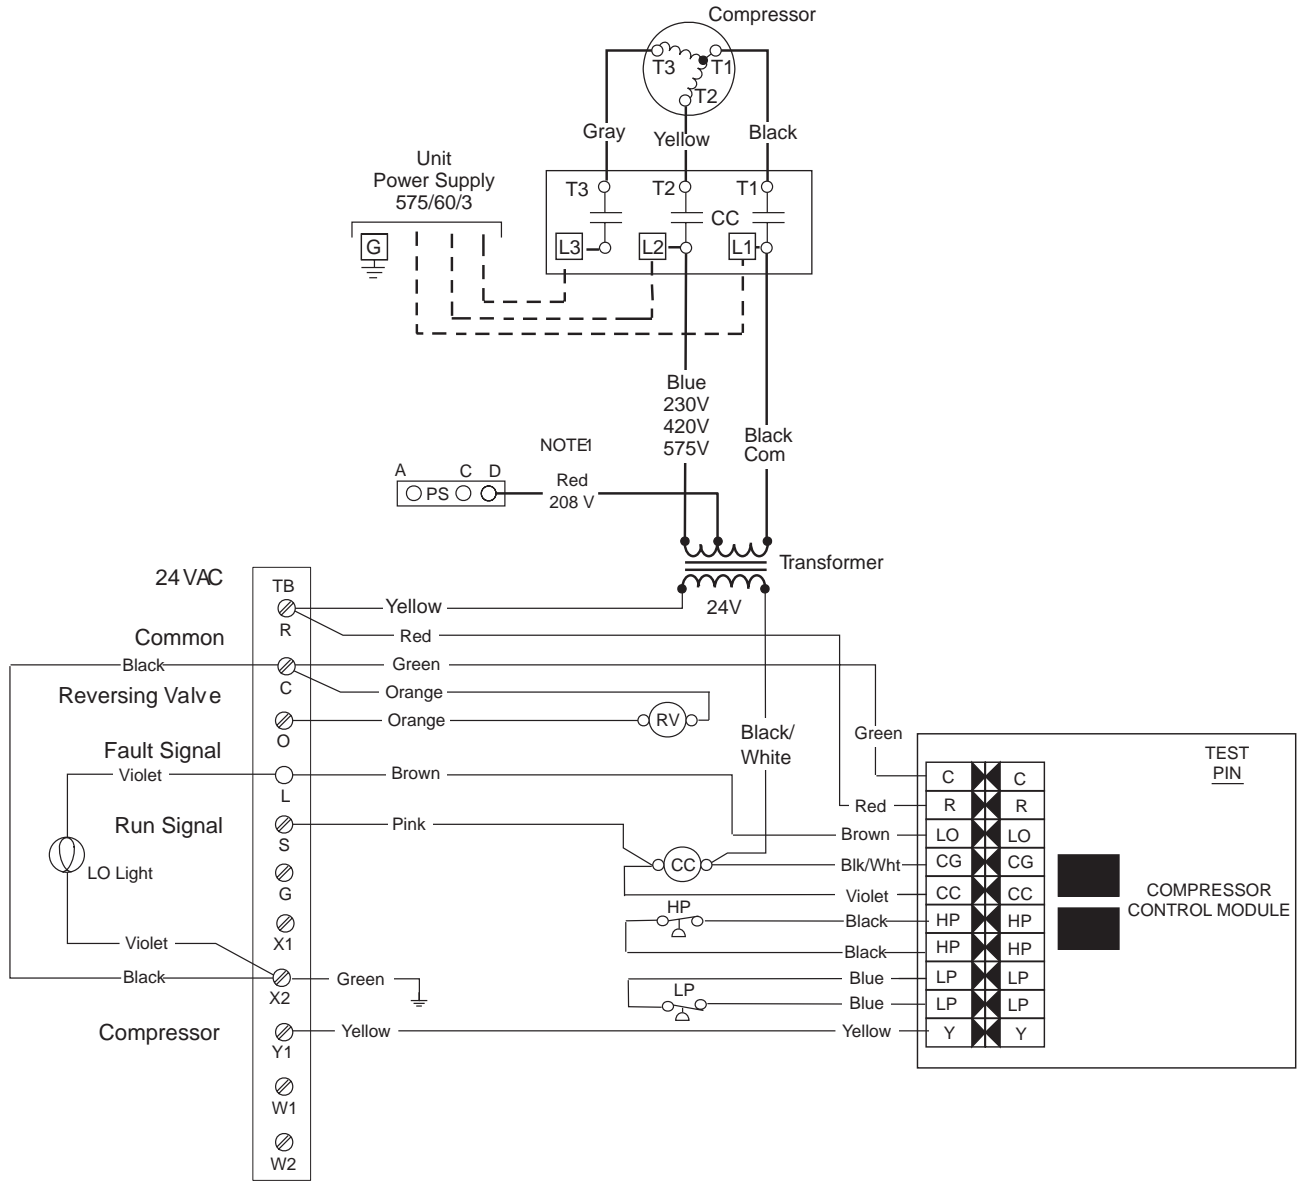 Compressor
T3
T1
T2
Gray
Yellow
Black
Unit
Power Supply
575/60/3
T3
T2
T1
CC
G
L3
L2
L1
Blue
230V
420V
575V
Black
Com
NOTE1
A C D
PS
Red
208 V
Transformer
24V
24 VAC
TB
R
Yellow
Red
Common
Black
C
Green
Orange
Reversing Valve
O
Orange
RV
Black/
White
Green
Fault Signal
Violet
L
Brown
Run Signal
S
Pink
LO Light
G
X1
Violet
Black
X2
Green
Compressor
Y1
Yellow
W1
W2
CC
HP
LP
Red
Brown
Blk/Wht
Violet
Black
Black
Blue
Blue
Yellow
TEST
PIN
C C
R R
LO LO
CG CG
CC CC
HP HP
HP HP
LP LP
LP LP
Y Y
COMPRESSOR
CONTROL MODULE